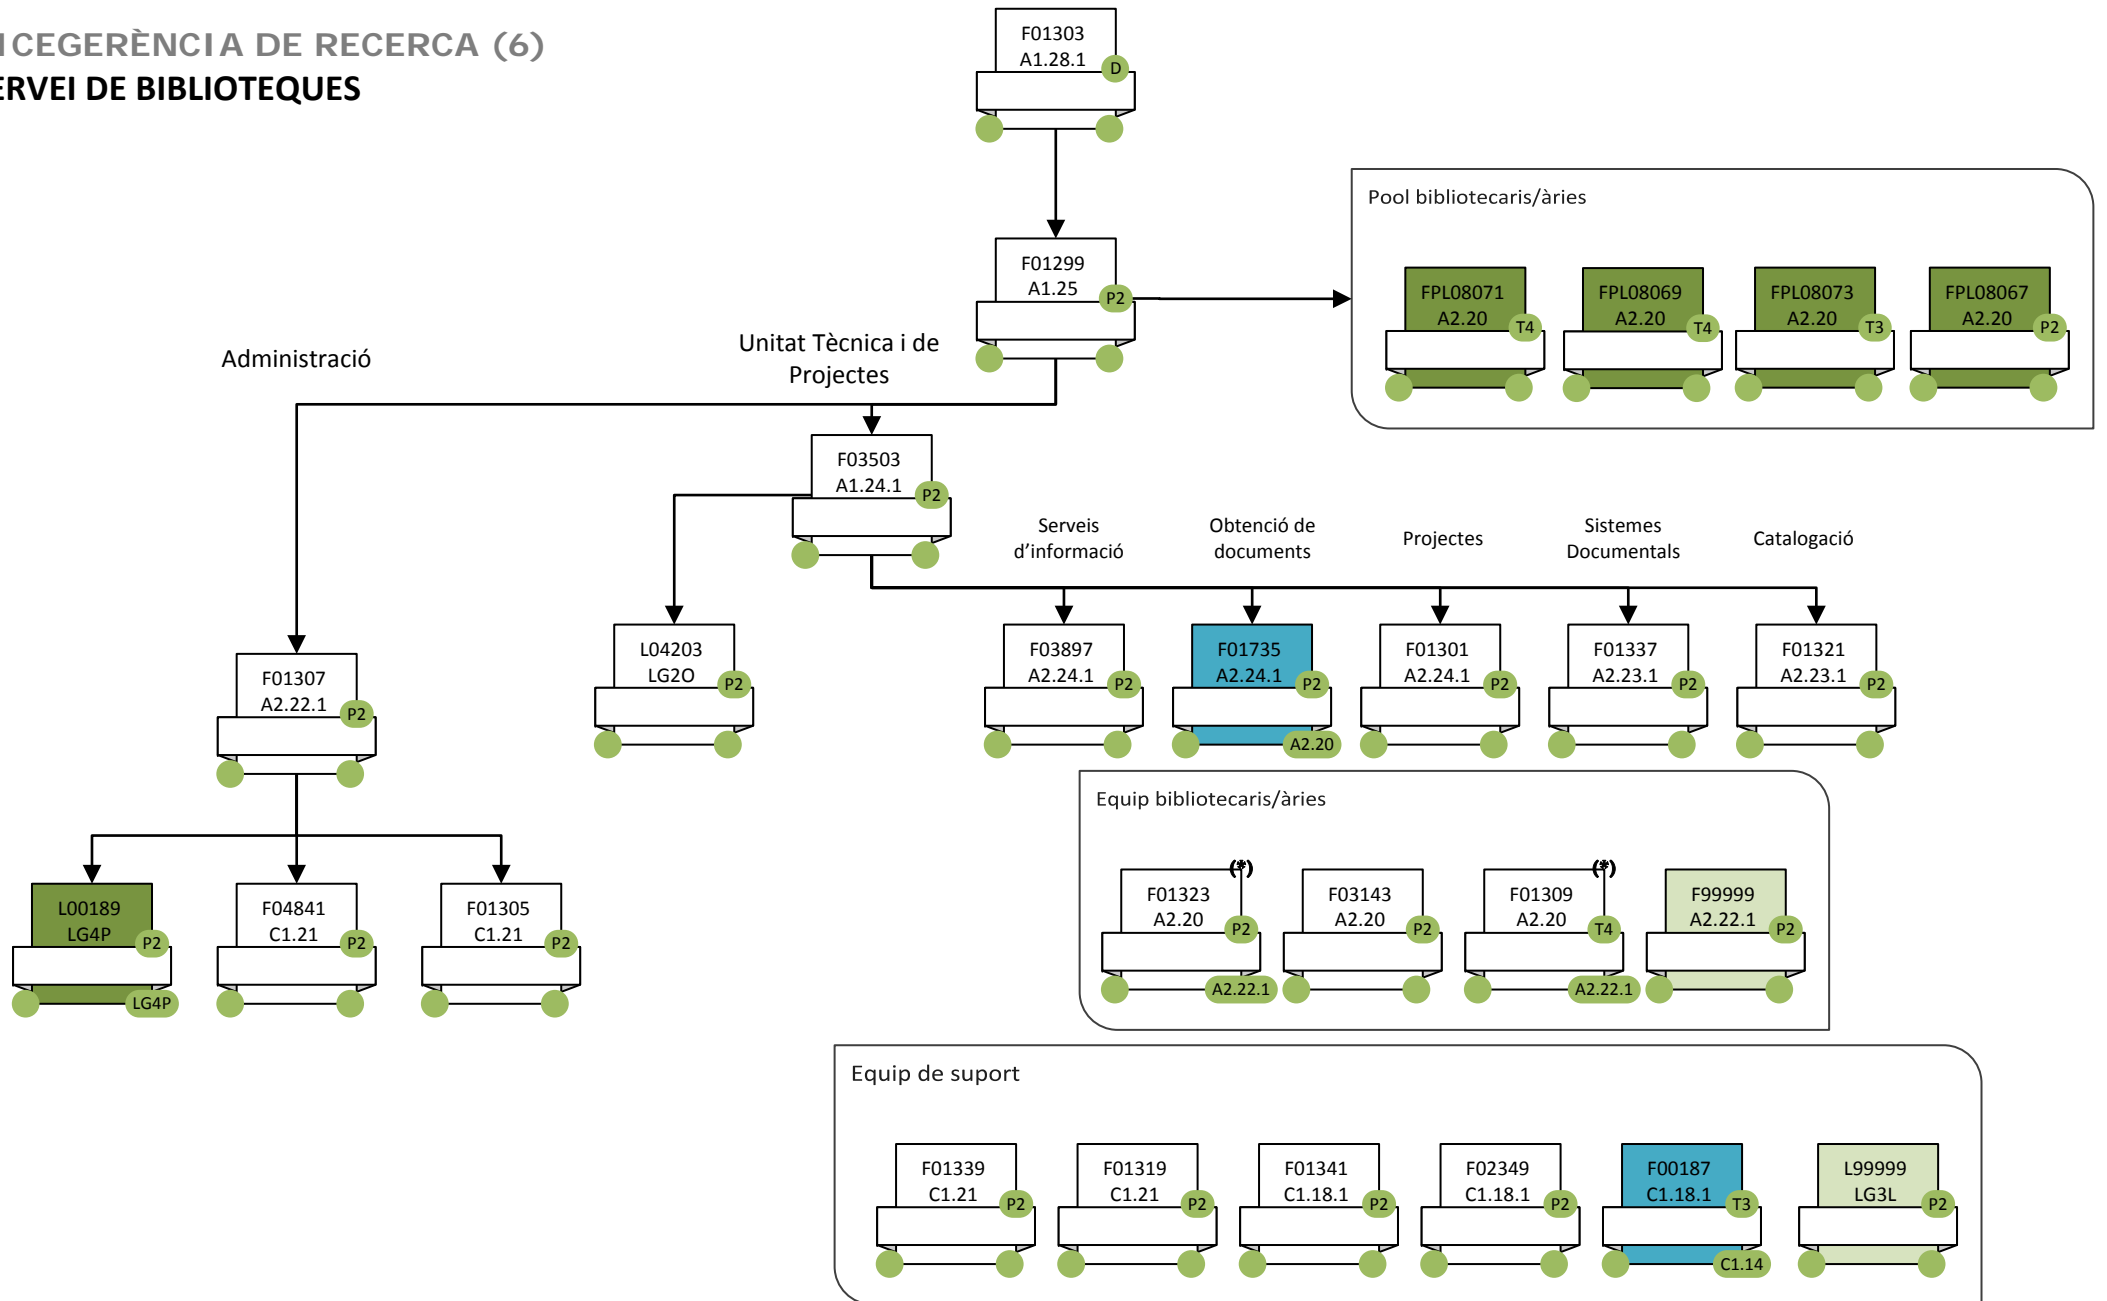 ICEGERÈNCIA DE RECERCA (6)
ERVEI DE BIBLIOTEQUES
F01303
A1.28.1
D
F01299
A1.25
P2
Pool bibliotecaris/àries
FPL08071
A2.20
T4
FPL08069
A2.20
T4
FPL08073
A2.20
T3
FPL08067
A2.20
P2
Administració
Unitat Tècnica i de
Projectes
F03503
A1.24.1
P2
Serveis
d'informació
Obtenció de
documents
Projectes
Sistemes
Documentals
Catalogació
F01307
A2.22.1
P2
L04203
LG2O
P2
F03897
A2.24.1
P2
F01735
A2.24.1
P2
A2.20
F01301
A2.24.1
P2
F01337
A2.23.1
P2
F01321
A2.23.1
P2
L00189
LG4P
P2
LG4P
F04841
C1.21
P2
F01305
C1.21
P2
Equip bibliotecaris/àries
(*)
F01323
A2.20
P2
A2.22.1
F03143
A2.20
P2
(*)
F01309
A2.20
T4
A2.22.1
F99999
A2.22.1
P2
Equip de suport
F01339
C1.21
P2
F01319
C1.21
P2
F01341
C1.18.1
P2
F02349
C1.18.1
P2
F00187
C1.18.1
T3
C1.14
L99999
LG3L
P2